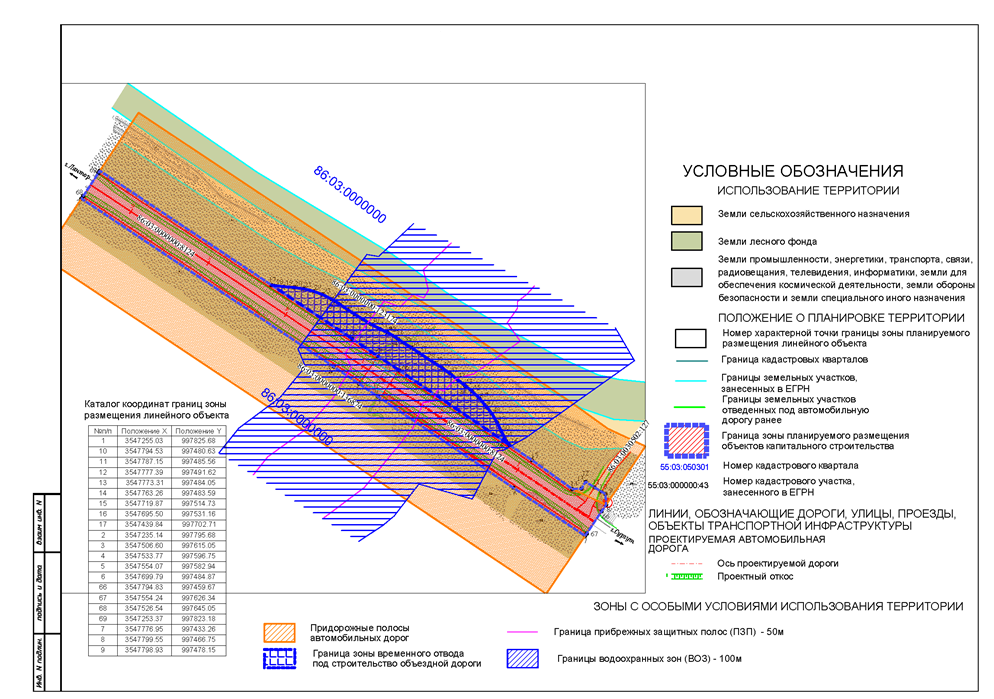 УСЛОВНЫЕ ОБОЗНАЧЕНИЯ
ИСПОЛЬЗОВАНИЕ ТЕРРИТОРИИ
Земли сельскохозяйственного назначения
Земли лесного фонда
Земли промышленности, энергетики, транспорта, связи,
радиовещания, телевидения, информатики, земли для
обеспечения космической деятельности, земли обороны
безопасности и земли специального иного назначения
ПОЛОЖЕНИЕ О ПЛАНИРОВКЕ ТЕРРИТОРИИ
Номер характерной точки границы зоны планируемого
размещения линейного объекта
Граница кадастровых кварталов
Границы земельных участков,
занесенных в ЕГРН
Границы земельных участков
отведенных под автомобильную
дорогу ранее
Граница зоны планируемого размещения
объектов капитального строительства
55:03:050301 Номер кадастрового квартала
55:03:000000:43 Номер кадастрового участка,
занесенного в ЕГРН
ЛИНИИ, ОБОЗНАЧАЮЩИЕ ДОРОГИ, УЛИЦЫ, ПРОЕЗДЫ,
ОБЪЕКТЫ ТРАНСПОРТНОЙ ИНФРАСТРУКТУРЫ
ПРОЕКТИРУЕМАЯ АВТОМОБИЛЬНАЯ
ДОРОГА
Ось проектируемой дороги
Проектный откос
ЗОНЫ С ОСОБЫМИ УСЛОВИЯМИ ИСПОЛЬЗОВАНИЯ ТЕРРИТОРИИ
Придорожные полосы
автомобильных дорог
Граница зоны временного отвода
под строительство объездной дороги
Граница прибрежных защитных полос (ПЗП) - 50м
Границы водоохранных зон (ВОЗ) - 100м
86:03:0000000
86:03:0000000
67
Каталог координат границ зоны
размещения линейного объекта
№п/п Положение X Положение Y
1 3547255.03 997825.68
10 3547794.53 997480.63
11 3547787.15 997485.56
12 3547777.39 997491.62
13 3547773.31 997484.05
14 3547763.26 997483.59
15 3547719.87 997514.73
16 3547695.50 997531.16
17 3547439.84 997702.71
2 3547235.14 997795.68
3 3547506.60 997615.05
4 3547533.77 997596.75
5 3547554.07 997582.94
6 3547699.79 997484.87
66 3547794.83 997459.67
67 3547554.24 997626.34
68 3547526.54 997645.05
69 3547253.37 997823.18
7 3547776.95 997433.26
8 3547799.55 997466.75
9 3547798.93 997478.15
Взам инв. N
подпись и дата
Инв. N подлин.